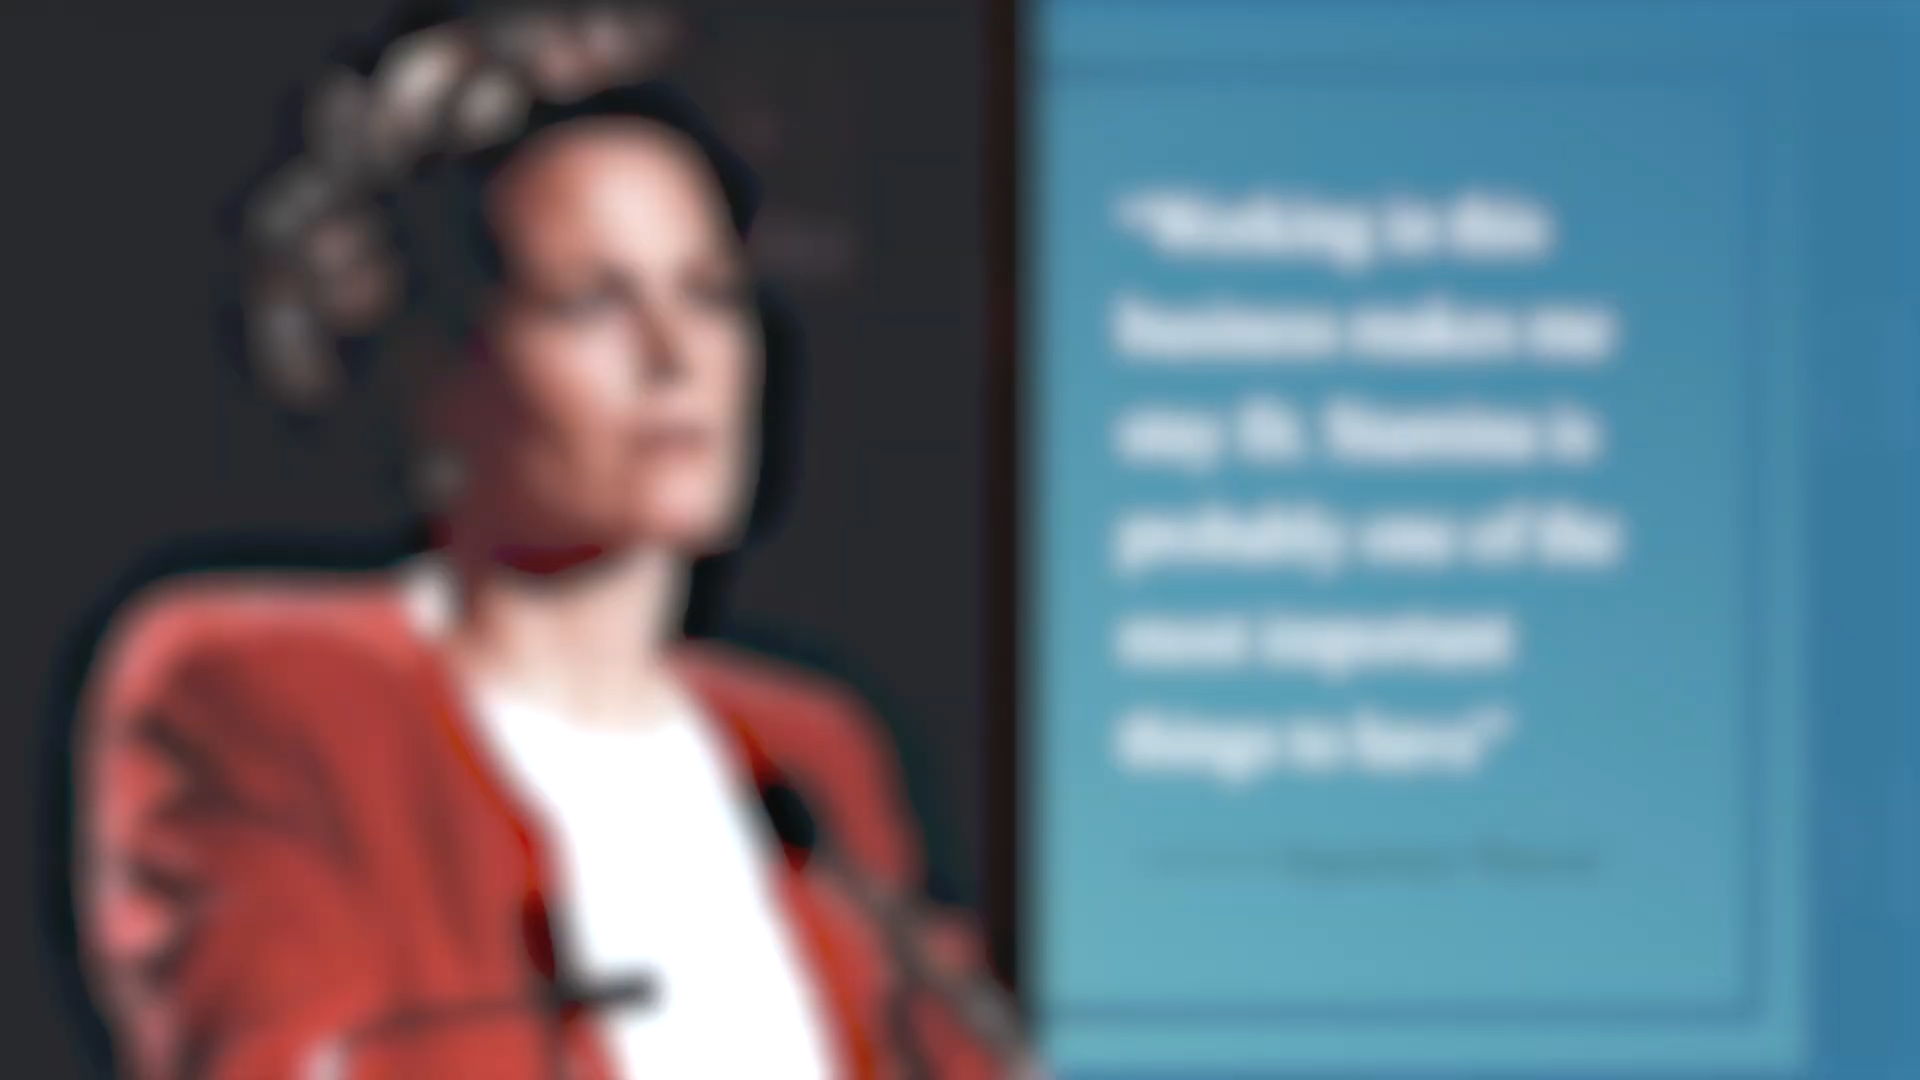 “Working in this
business makes me
stay fit. Stamina is
probably one of the
most important
things to have”